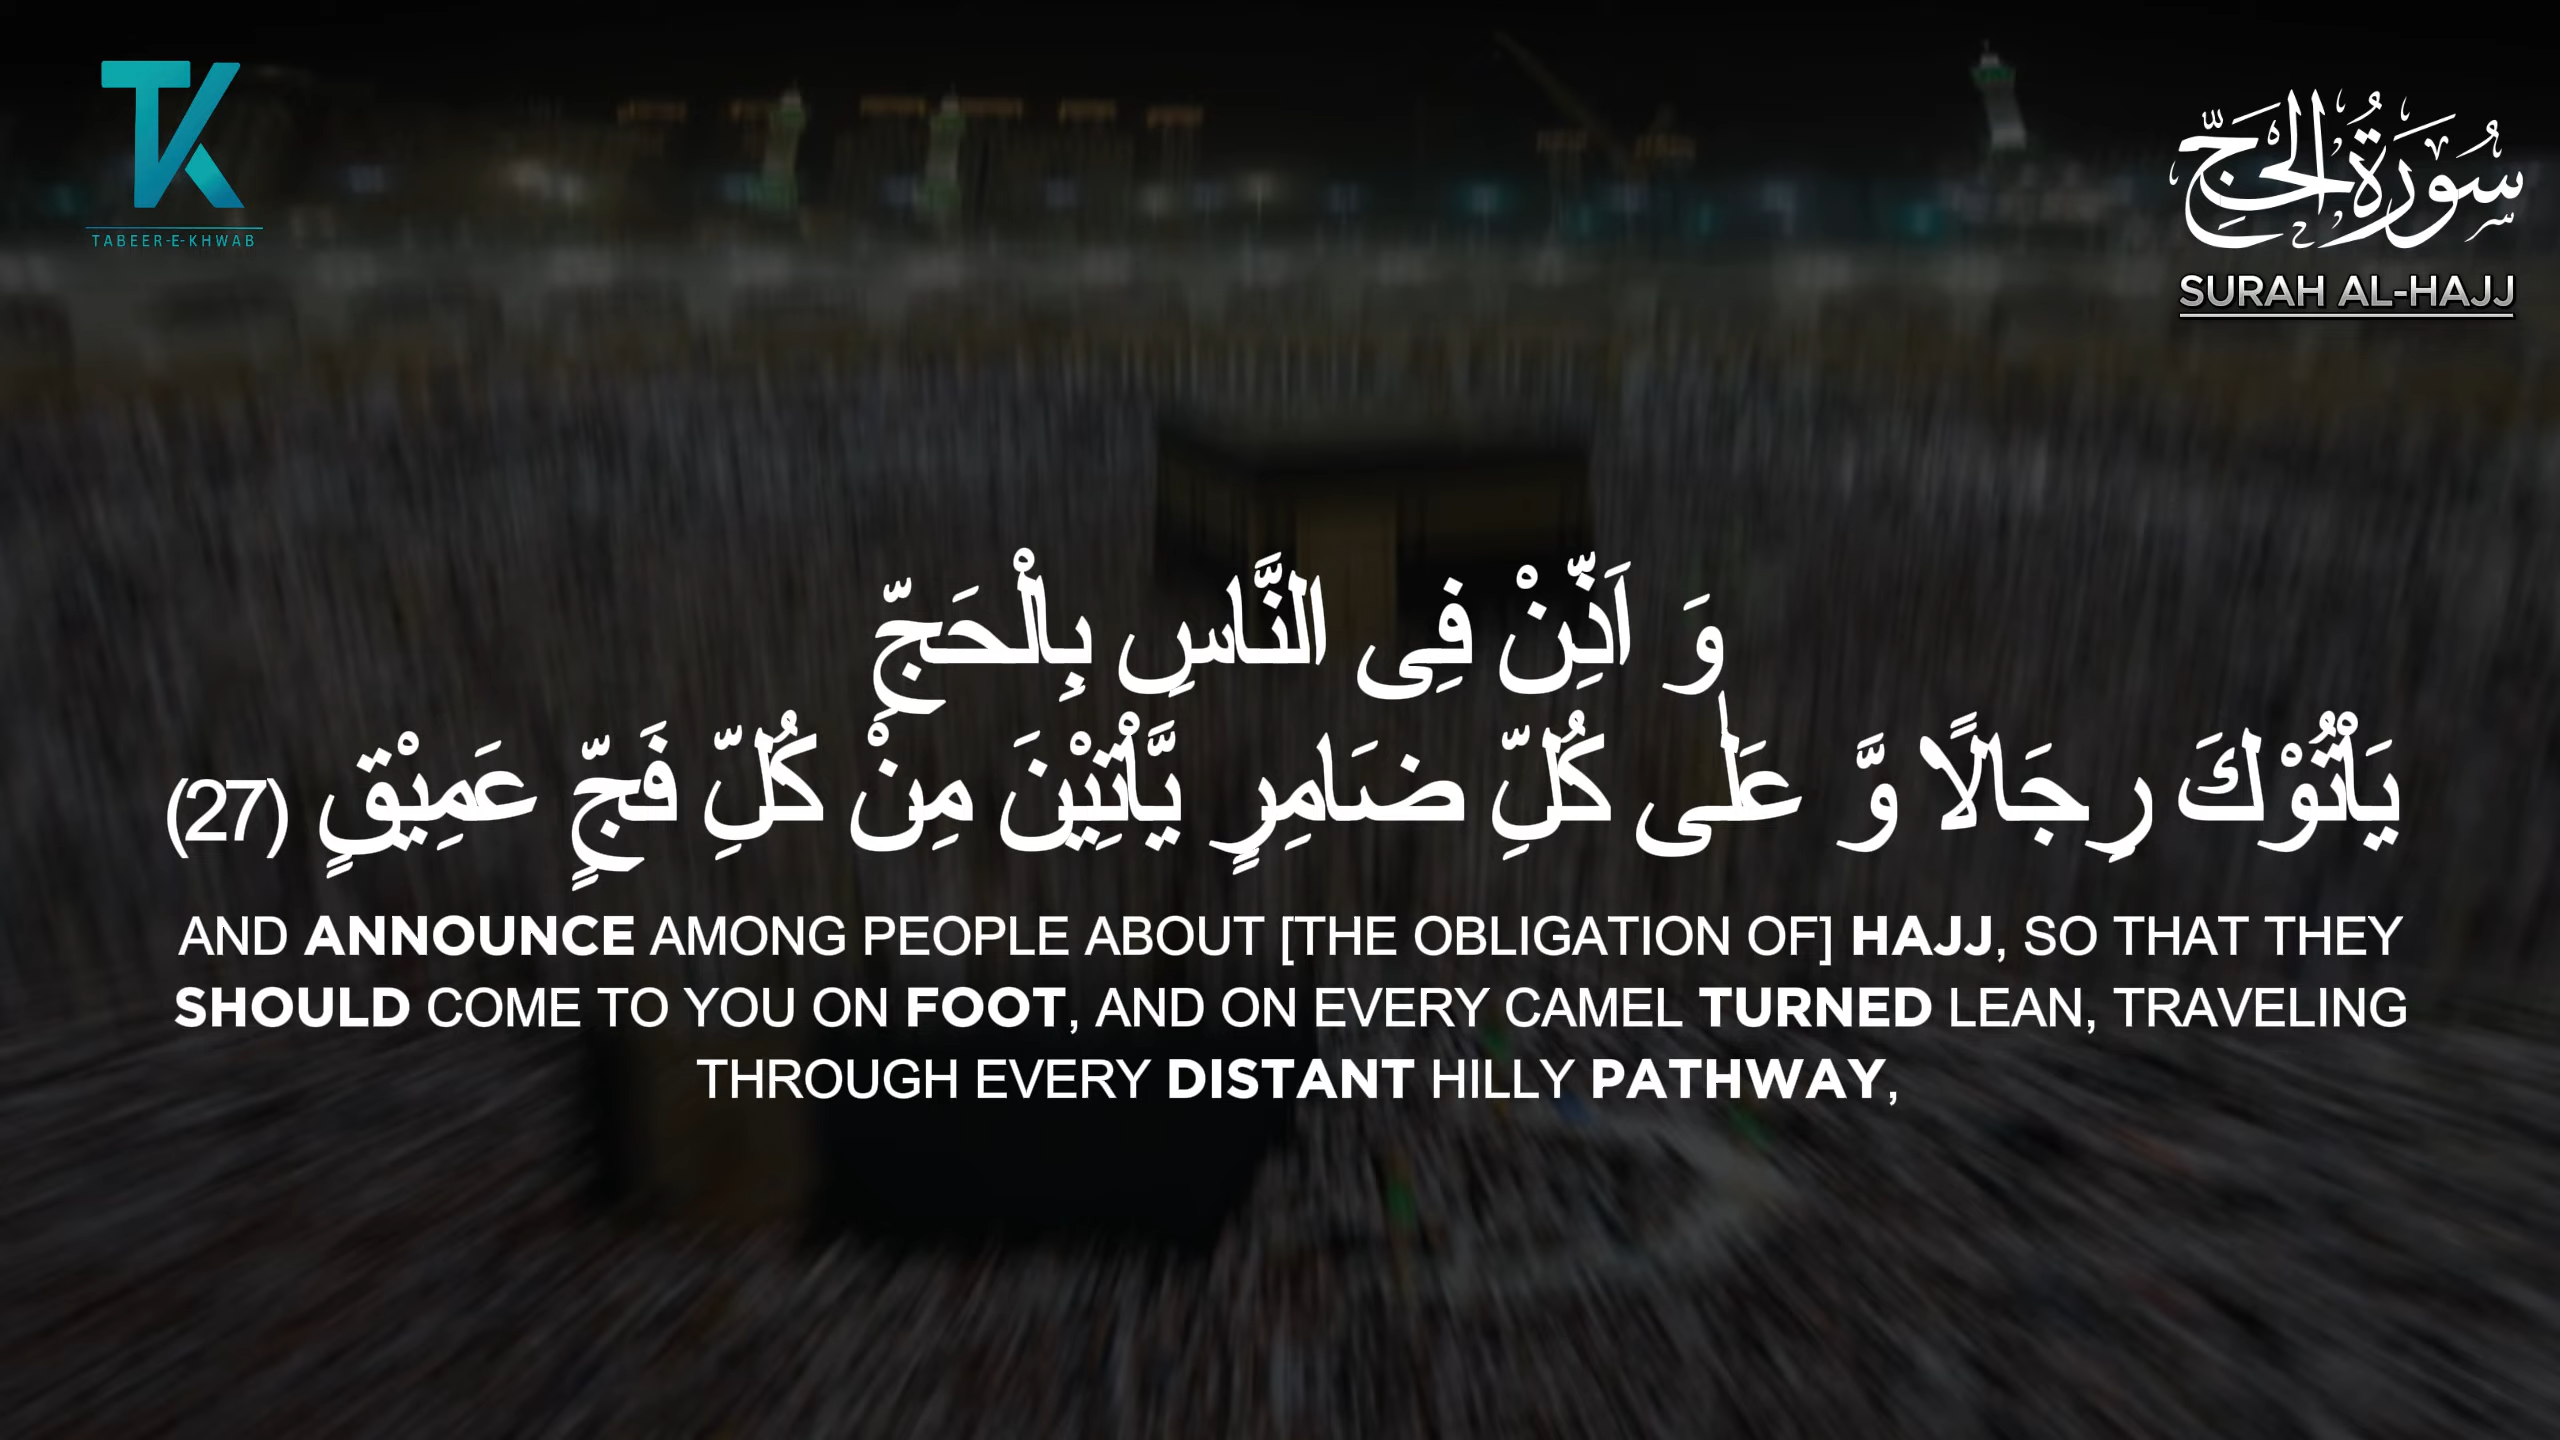 TK
TABEER-E-KHWAB
سُورَةُ الحَجِّ
SURAH AL-HAJJ
وَ اَذِّنْ فِی النَّاسِ بِالْحَجِّ
یَاْتُوْكَ رِجَالًا وَّ عَلٰى كُلِّ ضَامِرٍ یَّاْتِیْنَ مِنْ كُلِّ فَجٍّ عَمِیْقٍ (27)
AND ANNOUNCE AMONG PEOPLE ABOUT [THE OBLIGATION OF] HAJJ, SO THAT THEY
SHOULD COME TO YOU ON FOOT, AND ON EVERY CAMEL TURNED LEAN, TRAVELING
THROUGH EVERY DISTANT HILLY PATHWAY,